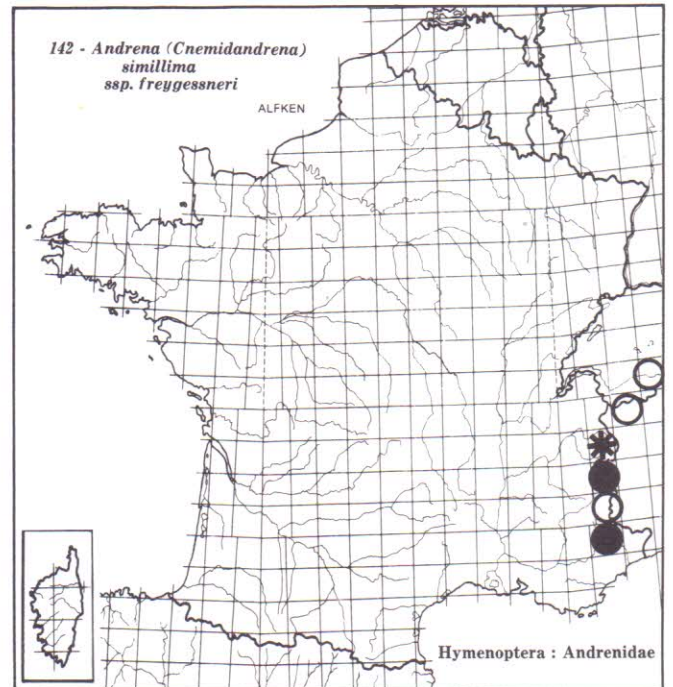 142 - Andrena (Cnemidandrena)
simillima
ssp. freygessneri
ALFKEN
Hymenoptera : Andrenidae